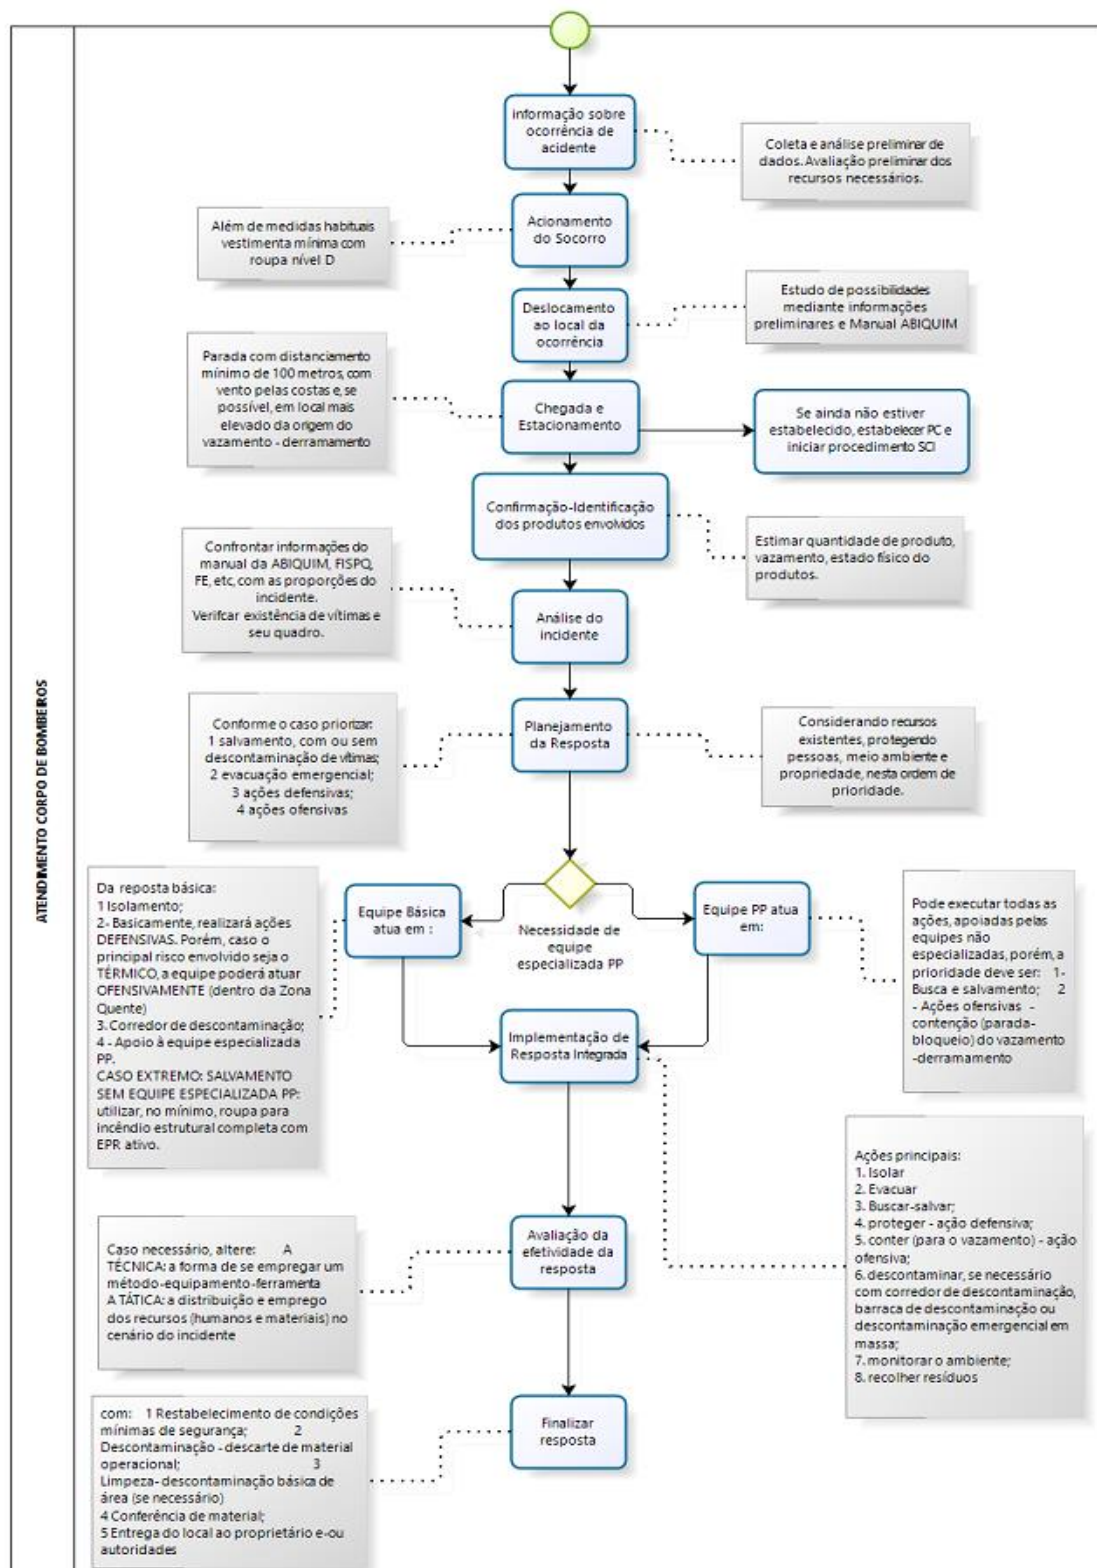 ATENDIMENTO CORPO DE BOMBEIROS
informação sobre
ocorrência de
acidente
Coleta e análise preliminar de
dados. Avaliação preliminar dos
recursos necessários.
Além de medidas habituais
vestimenta mínima com
roupa nível D
Acionamento
do Socorro
Deslocamento
ao local da
ocorrência
Estudo de possibilidades
mediante informações
preliminares e Manual ABIQUIM
Parada com distanciamento
mínimo de 100 metros, com
vento pelas costas e, se
possível, em local mais
elevado da origem do
vazamento - derramamento
Chegada e
Estacionamento
Se ainda não estiver
estabelecido, estabelecer PC e
iniciar procedimento SCI
Confirmação-Identificação
dos produtos envolvidos
Estimar quantidade de produto,
vazamento, estado físico do
produtos.
Confrontar informações do
manual da ABIQUIM, FISPQ,
FE, etc, com as proporções do
incidente.
Verifcar existência de vítimas e
seu quadro.
Análise do
incidente
Conforme o caso priorizar:
1 salvamento, com ou sem
descontaminação de vítimas;
2 evacuação emergencial;
3 ações defensivas;
4 ações ofensivas
Planejamento
da Resposta
Considerando recursos
existentes, protegendo
pessoas, meio ambiente e
propriedade, nesta ordem de
prioridade.
Da reposta básica:
1 Isolamento;
2- Basicamente, realizará ações
DEFENSIVAS. Porém, caso o
principal risco envolvido seja o
TÉRMICO, a equipe poderá atuar
OFENSIVAMENTE (dentro da Zona
Quente)
3. Corredor de descontaminação;
4 - Apoio à equipe especializada
PP.
CASO EXTREMO: SALVAMENTO
SEM EQUIPE ESPECIALIZADA PP:
utilizar, no mínimo, roupa para
incêndio estrutural completa com
EPR ativo.
Equipe Básica
atua em :
Necessidade de
equipe
especializada PP
Equipe PP atua
em:
Pode executar todas as
ações, apoiadas pelas
equipes não
especializadas, porém, a
prioridade deve ser: 1-
Busca e salvamento; 2
- Ações ofensivas -
contenção (parada-
bloqueio) do vazamento
-derramamento
Implementação de
Resposta Integrada
Ações principais:
1. Isolar
2. Evacuar
3. Buscar-salvar;
4. proteger - ação defensiva;
5. conter (para o vazamento) - ação
ofensiva;
6. descontaminar, se necessário
com corredor de descontaminação,
barraca de descontaminação ou
descontaminação emergencial em
massa;
7. monitorar o ambiente;
8. recolher resíduos
Caso necessário, altere: A
TÉCNICA: a forma de se empregar um
método-equipamento-ferramenta
A TÁTICA: a distribuição e emprego
dos recursos (humanos e materiais) no
cenário do incidente
Avaliação da
efetividade da
resposta
com: 1 Restabelecimento de condições
mínimas de segurança; 2
Descontaminação - descarte de material
operacional; 3
Limpeza- descontaminação básica de
área (se necessário)
4 Conferência de material;
5 Entrega do local ao proprietário e-ou
autoridades
Finalizar
resposta